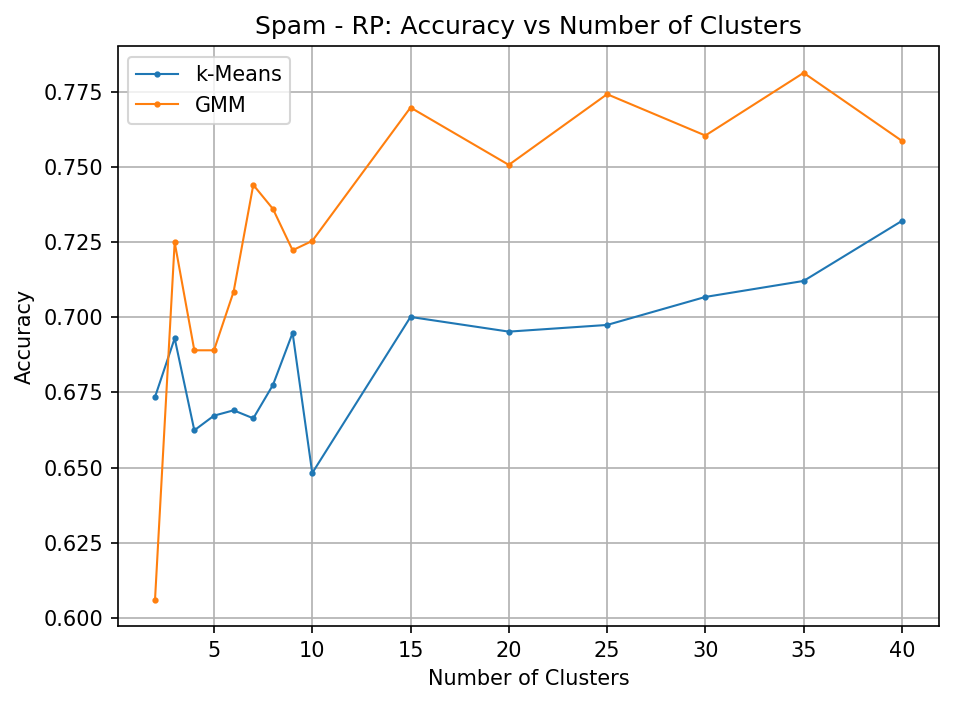 Spam - RP: Accuracy vs Number of Clusters
k-Means
GMM
0.775
0.750
0.725
0.700
0.675
0.650
0.625
0.600
Accuracy
5 10 15 20 25 30 35 40
Number of Clusters